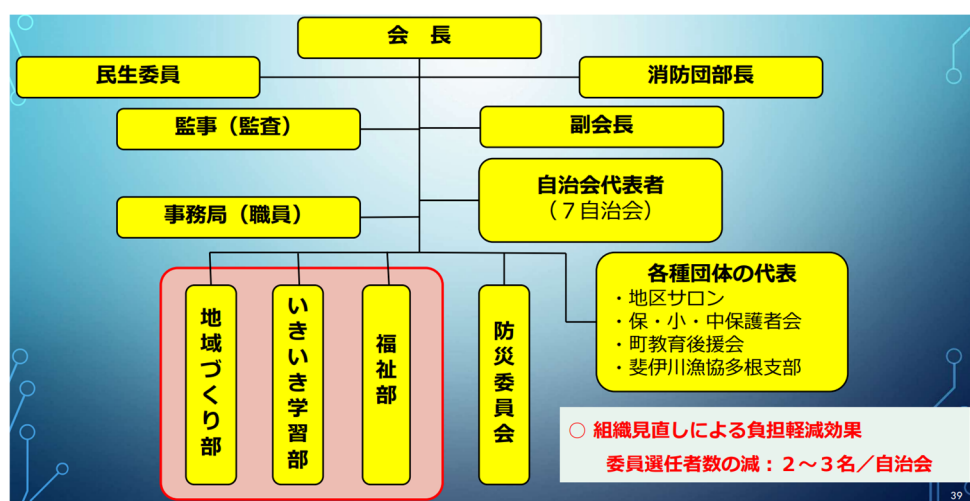 会　長
民生委員
消防団部長
監事（監査）
副会長
自治会代表者
（７自治会）
事務局（職員）
地域づくり部
いきいき学習部
福祉部
防災委員会
各種団体の代表
・地区サロン
・保・小・中保護者会
・町教育後援会
・斐伊川漁協多根支部
○ 組織見直しによる負担軽減効果
委員選任者数の減：２～３名／自治会
39